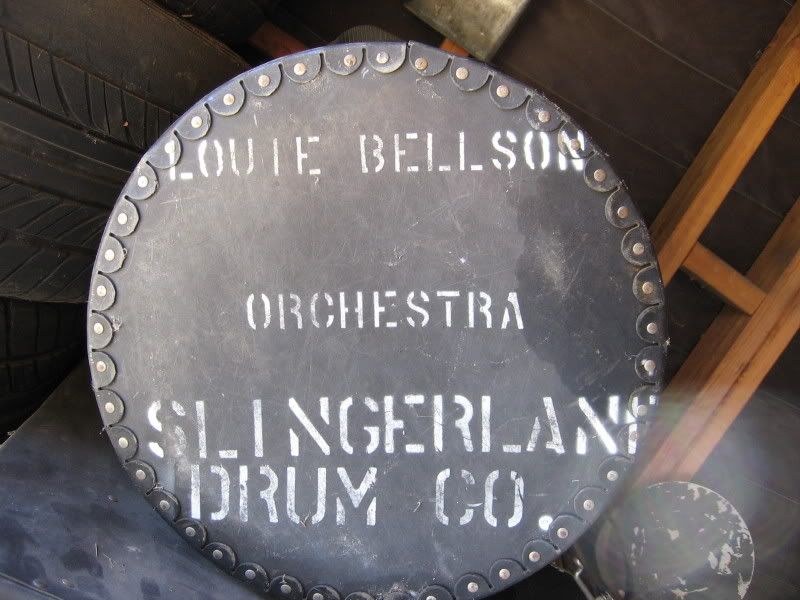 LOUIE BELLSON
ORCHESTRA
SLINGERLAND
DRUM CO.